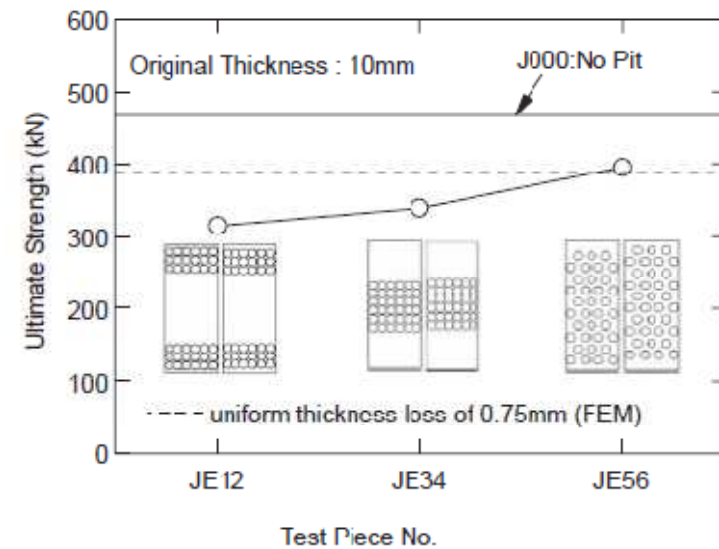 600
500
400
300
200
100
0
Ultimate Strength (kN)
Original Thickness : 10mm
J000:No Pit
uniform thickness loss of 0.75mm (FEM)
JE12
JE34
JE56
Test Piece No.